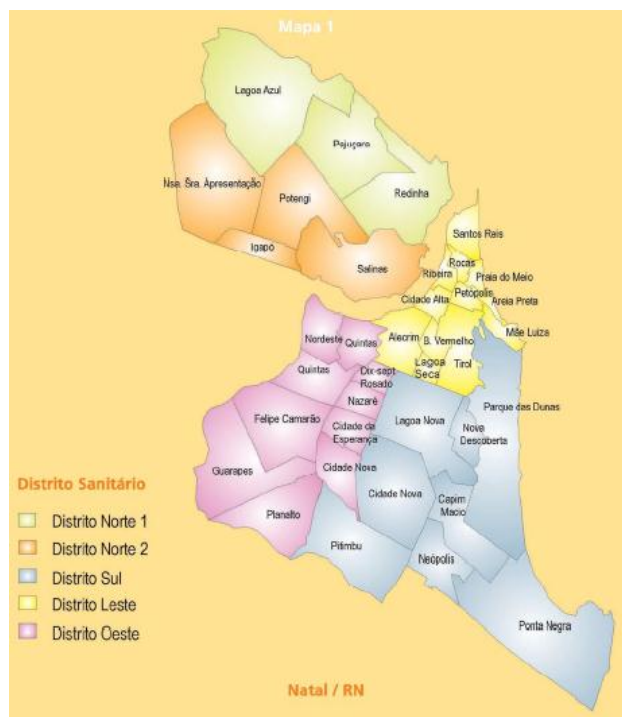 Mapa 1
Lagoa Azul
Pajuçara
Nsa. Sra. Apresentação
Potengi
Redinha
Igapó
Salinas
Santos Reis
Rocas
Ribeira
Praia do Meio
Petópolis
Cidade Alta
Areia Preta
Mãe Luiza
Nordeste
Quintas
Alecrim
B. Vermelho
Quintas
Dix-sept
Rosado
Lagoa
Seca
Tirol
Nazaré
Parque das Dunas
Felipe Camarão
Cidade da
Esperança
Lagoa Nova
Nova
Descoberta
Guarapes
Cidade Nova
Cidade Nova
Capim
Macio
Planalto
Pitimbu
Neópolis
Ponta Negra
Distrito Sanitário
Distrito Norte 1
Distrito Norte 2
Distrito Sul
Distrito Leste
Distrito Oeste
Natal / RN